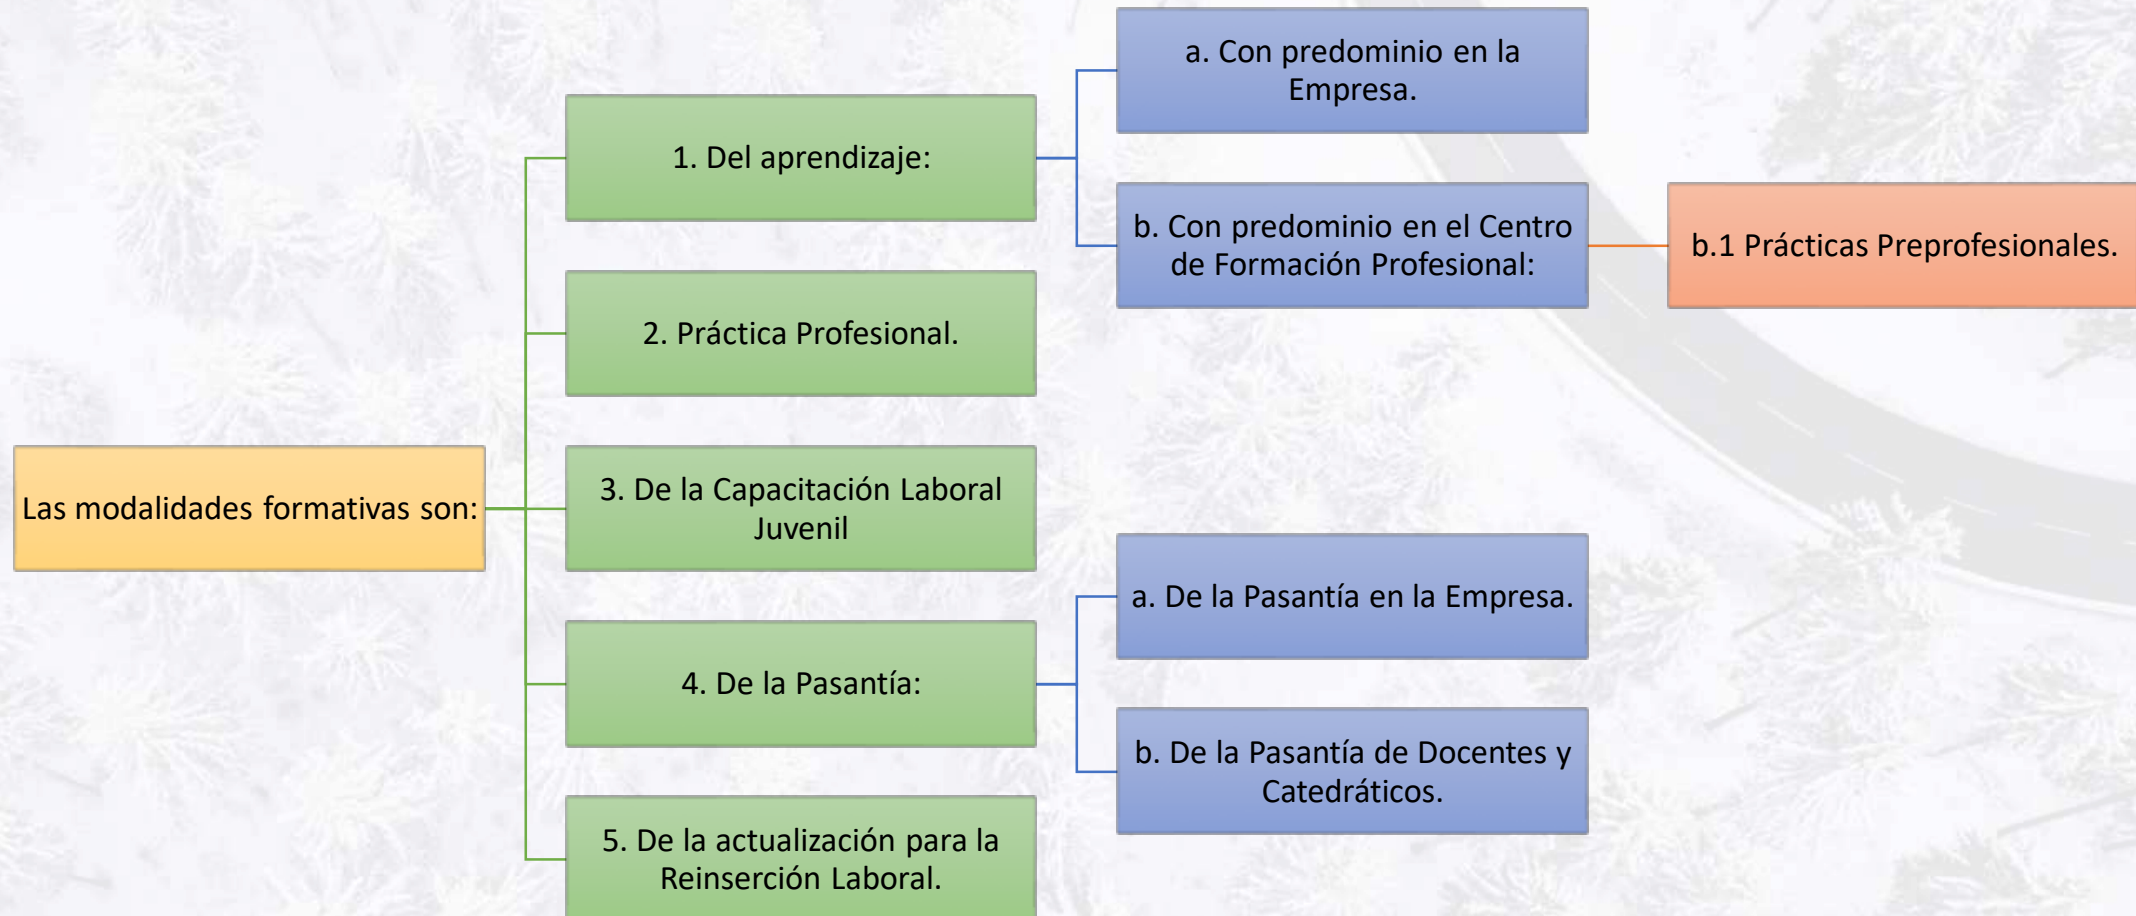 Las modalidades formativas son:
1. Del aprendizaje:
a. Con predominio en la
Empresa.
b. Con predominio en el Centro
de Formación Profesional:
b.1 Prácticas Preprofesionales.
2. Práctica Profesional.
3. De la Capacitación Laboral
Juvenil
4. De la Pasantía:
a. De la Pasantía en la Empresa.
b. De la Pasantía de Docentes y
Catedráticos.
5. De la actualización para la
Reinserción Laboral.